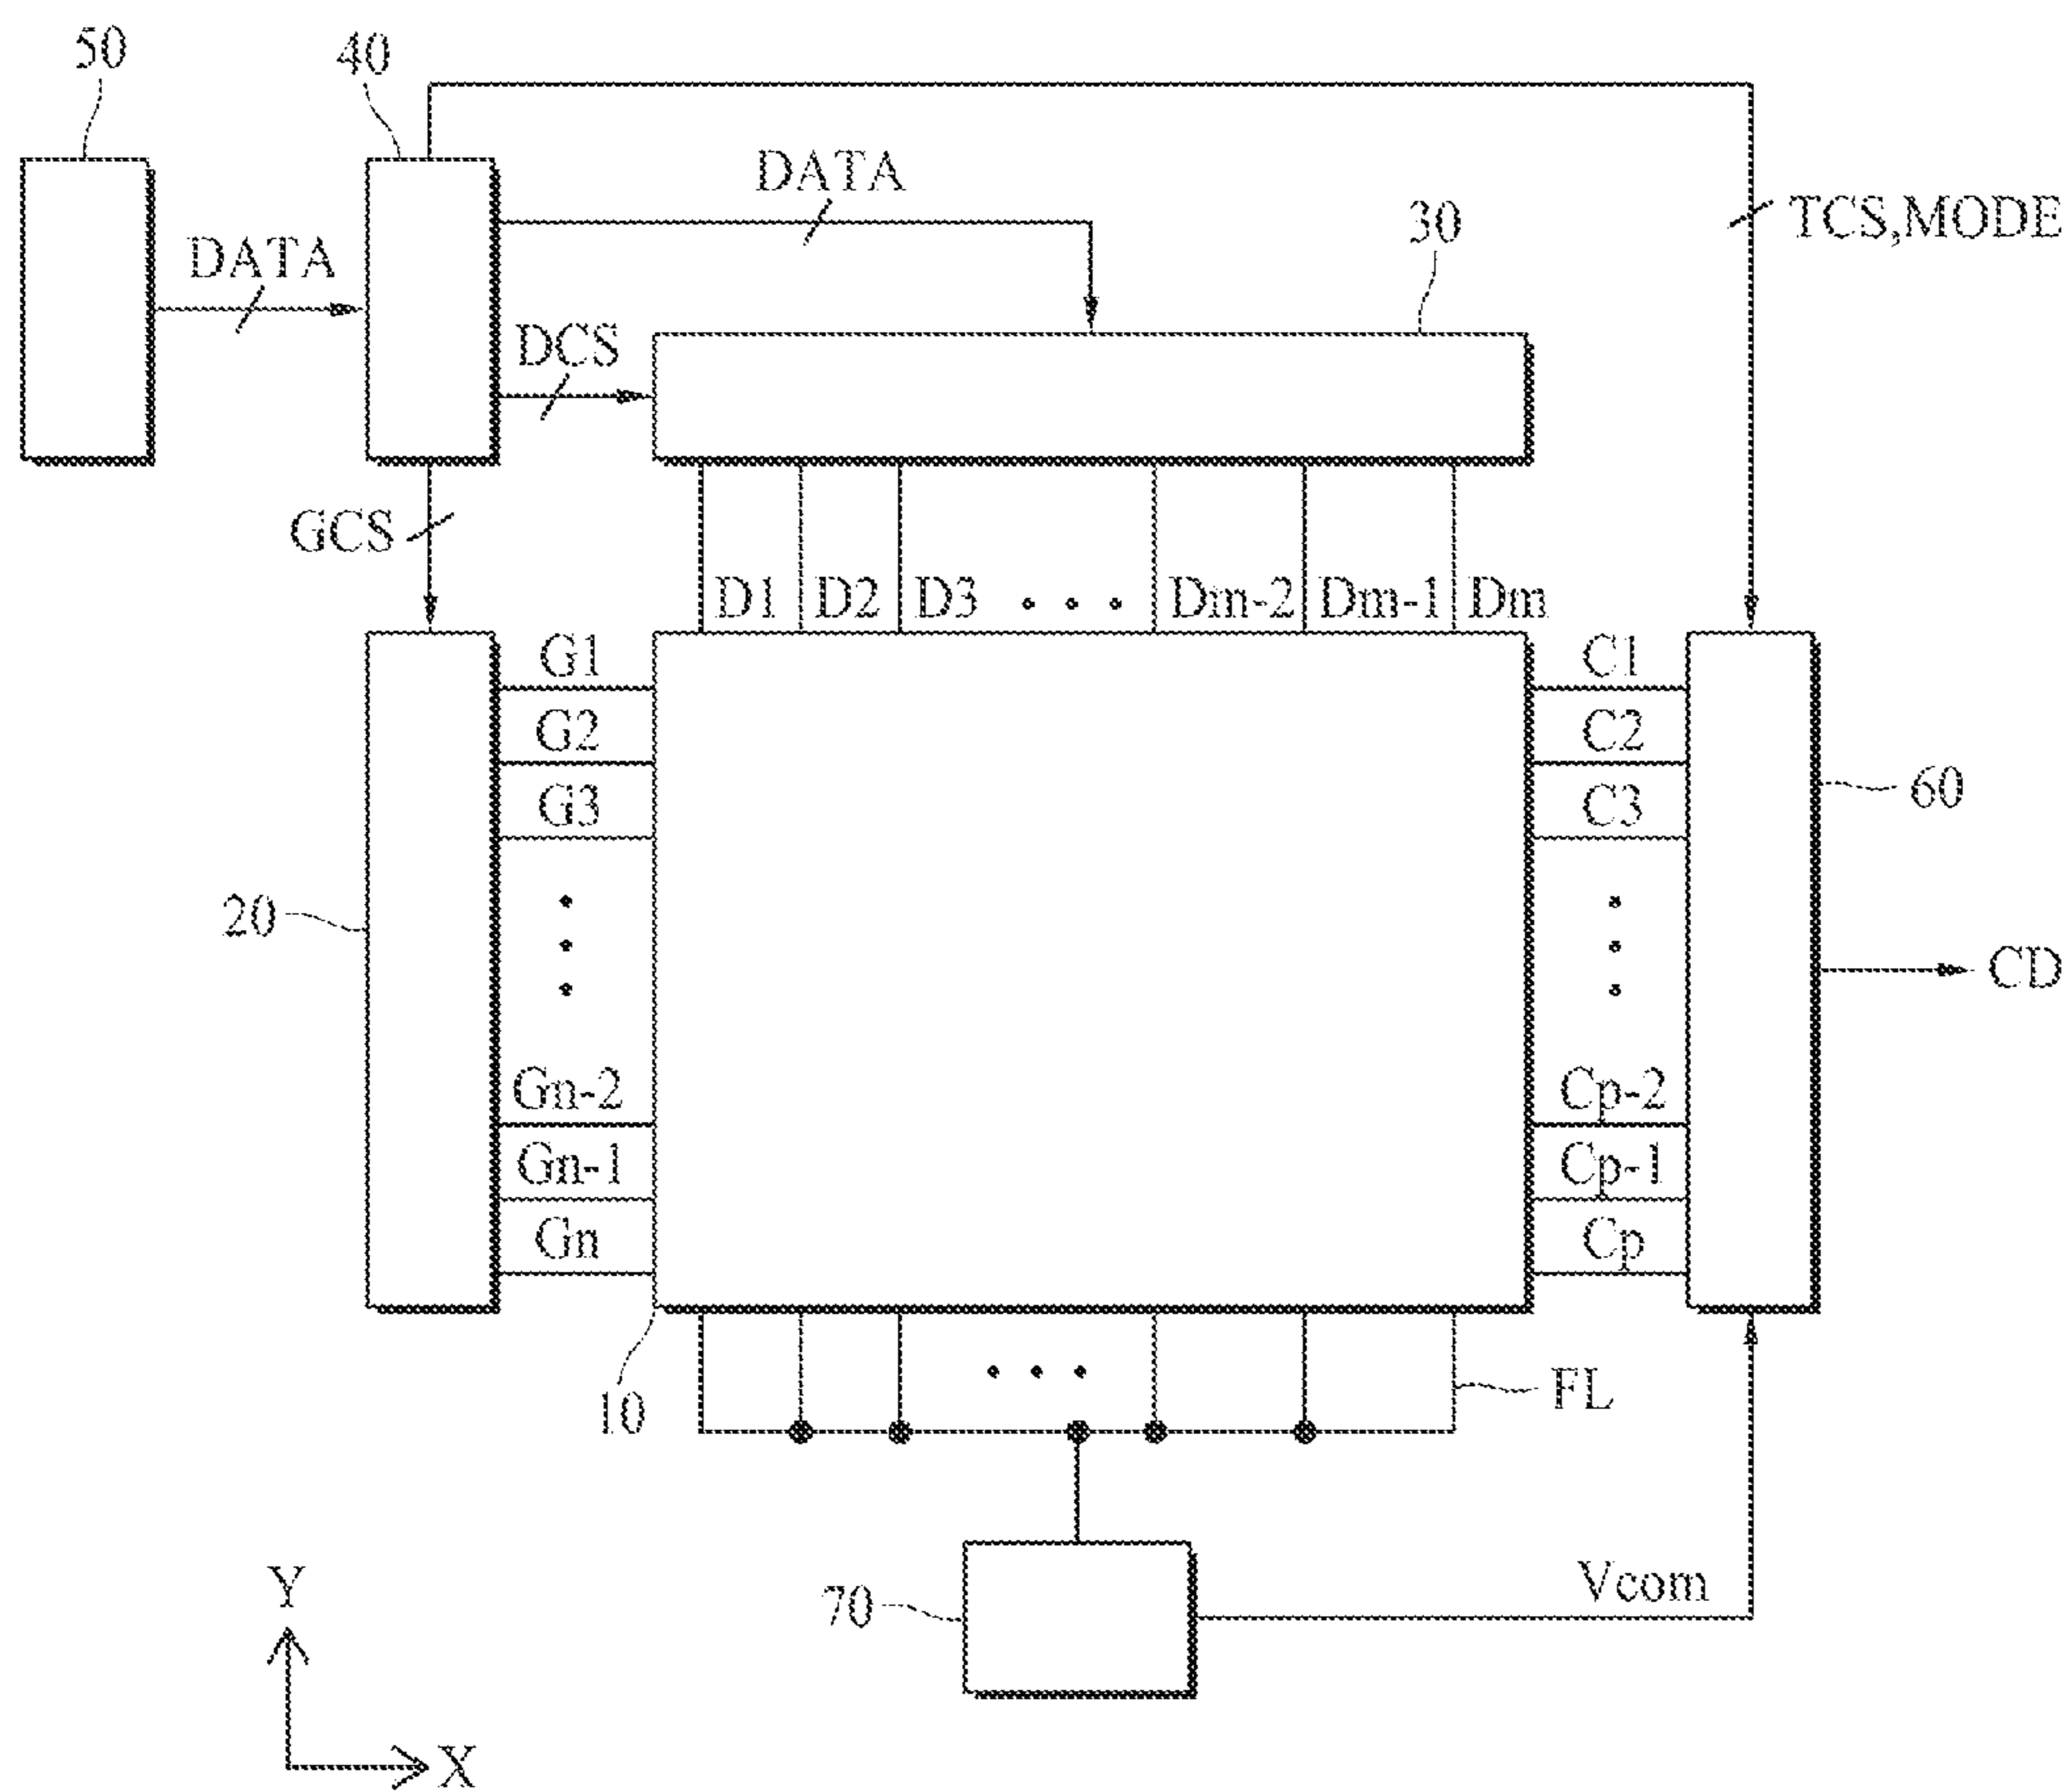 50
40
DATA
TCS,MODE
30
DATA
DCS
GCS
D1 D2 D3 . . . Dm-2 Dm-1 Dm
G1
C1
G2
C2
G3
C3
60
20
CD
Gn-2
Cp-2
Gn-1
Cp-1
Gn
Cp
10
FL
Vcom
70
Y
X